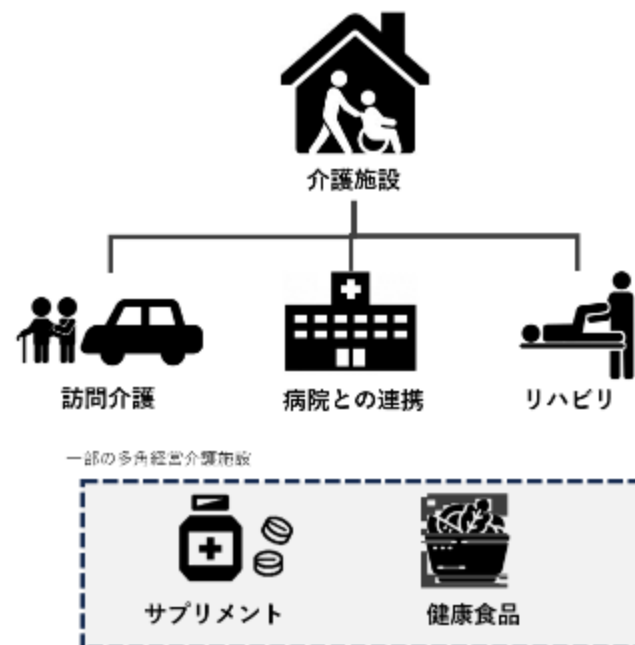 介護施設
訪問介護
病院との連携
リハビリ
一部の多角経営介護施設
サプリメント
健康食品